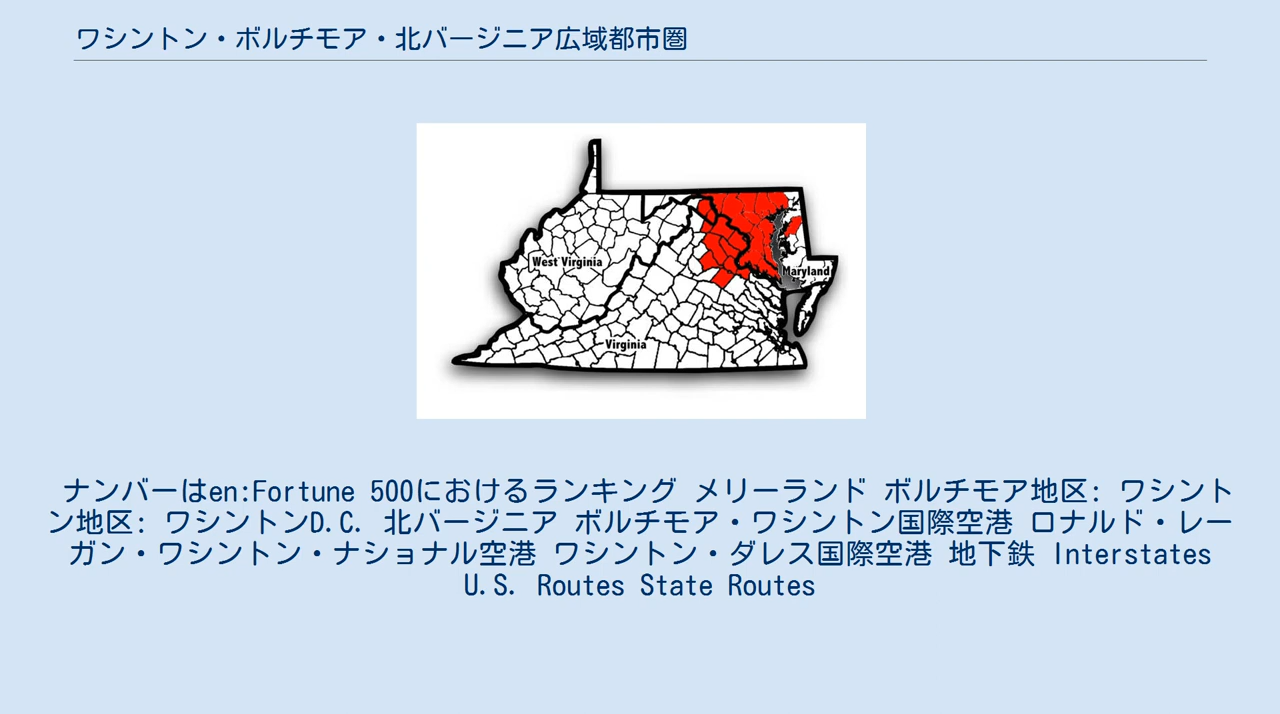 ワシントン・ボルチモア・北バージニア広域都市圏
West Virginia
Maryland
Virginia
ナンバーはen:Fortune 500におけるランキング メリーランド ボルチモア地区: ワシント
ン地区: ワシントンD.C. 北バージニア ボルチモア・ワシントン国際空港 ロナルド・レー
ガン・ワシントン・ナショナル空港 ワシントン・ダレス国際空港 地下鉄 Interstates
U.S. Routes State Routes